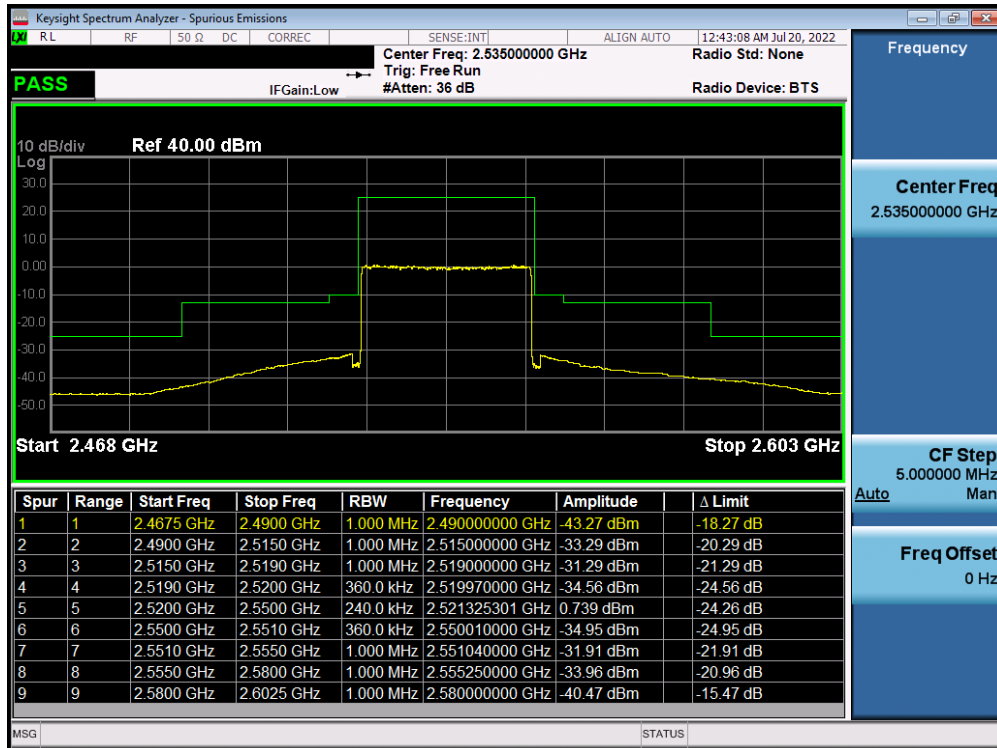 Keysight Spectrum Analyzer - Spurious Emissions
LXI RL RF 50 Ω DC CORREC SENSE:INT ALIGN AUTO 12:43:08 AM Jul 20, 2022
Center Freq: 2.535000000 GHz Radio Std: None
Trig: Free Run
PASS IFGain:Low #Atten: 36 dB Radio Device: BTS
10 dB/div Ref 40.00 dBm
Log
30.0
20.0
10.0
0.00
-10.0
-20.0
-30.0
-40.0
-50.0
Start 2.468 GHz Stop 2.603 GHz
Spur Range Start Freq Stop Freq RBW Frequency Amplitude Δ Limit
1 1 2.4675 GHz 2.4900 GHz 1.000 MHz 2.490000000 GHz -43.27 dBm -18.27 dB
2 2 2.4900 GHz 2.5150 GHz 1.000 MHz 2.515000000 GHz -33.29 dBm -20.29 dB
3 3 2.5150 GHz 2.5190 GHz 1.000 MHz 2.519000000 GHz -31.29 dBm -21.29 dB
4 4 2.5190 GHz 2.5200 GHz 360.0 kHz 2.519970000 GHz -34.56 dBm -24.56 dB
5 5 2.5200 GHz 2.5500 GHz 240.0 kHz 2.521325301 GHz 0.739 dBm -24.26 dB
6 6 2.5500 GHz 2.5510 GHz 360.0 kHz 2.550010000 GHz -34.95 dBm -24.95 dB
7 7 2.5510 GHz 2.5550 GHz 1.000 MHz 2.551040000 GHz -31.91 dBm -21.91 dB
8 8 2.5550 GHz 2.5800 GHz 1.000 MHz 2.555250000 GHz -33.96 dBm -20.96 dB
9 9 2.5800 GHz 2.6025 GHz 1.000 MHz 2.580000000 GHz -40.47 dBm -15.47 dB
MSG STATUS
Frequency
Center Freq
2.535000000 GHz
CF Step
5.000000 MHz
Auto Man
Freq Offset
0 Hz